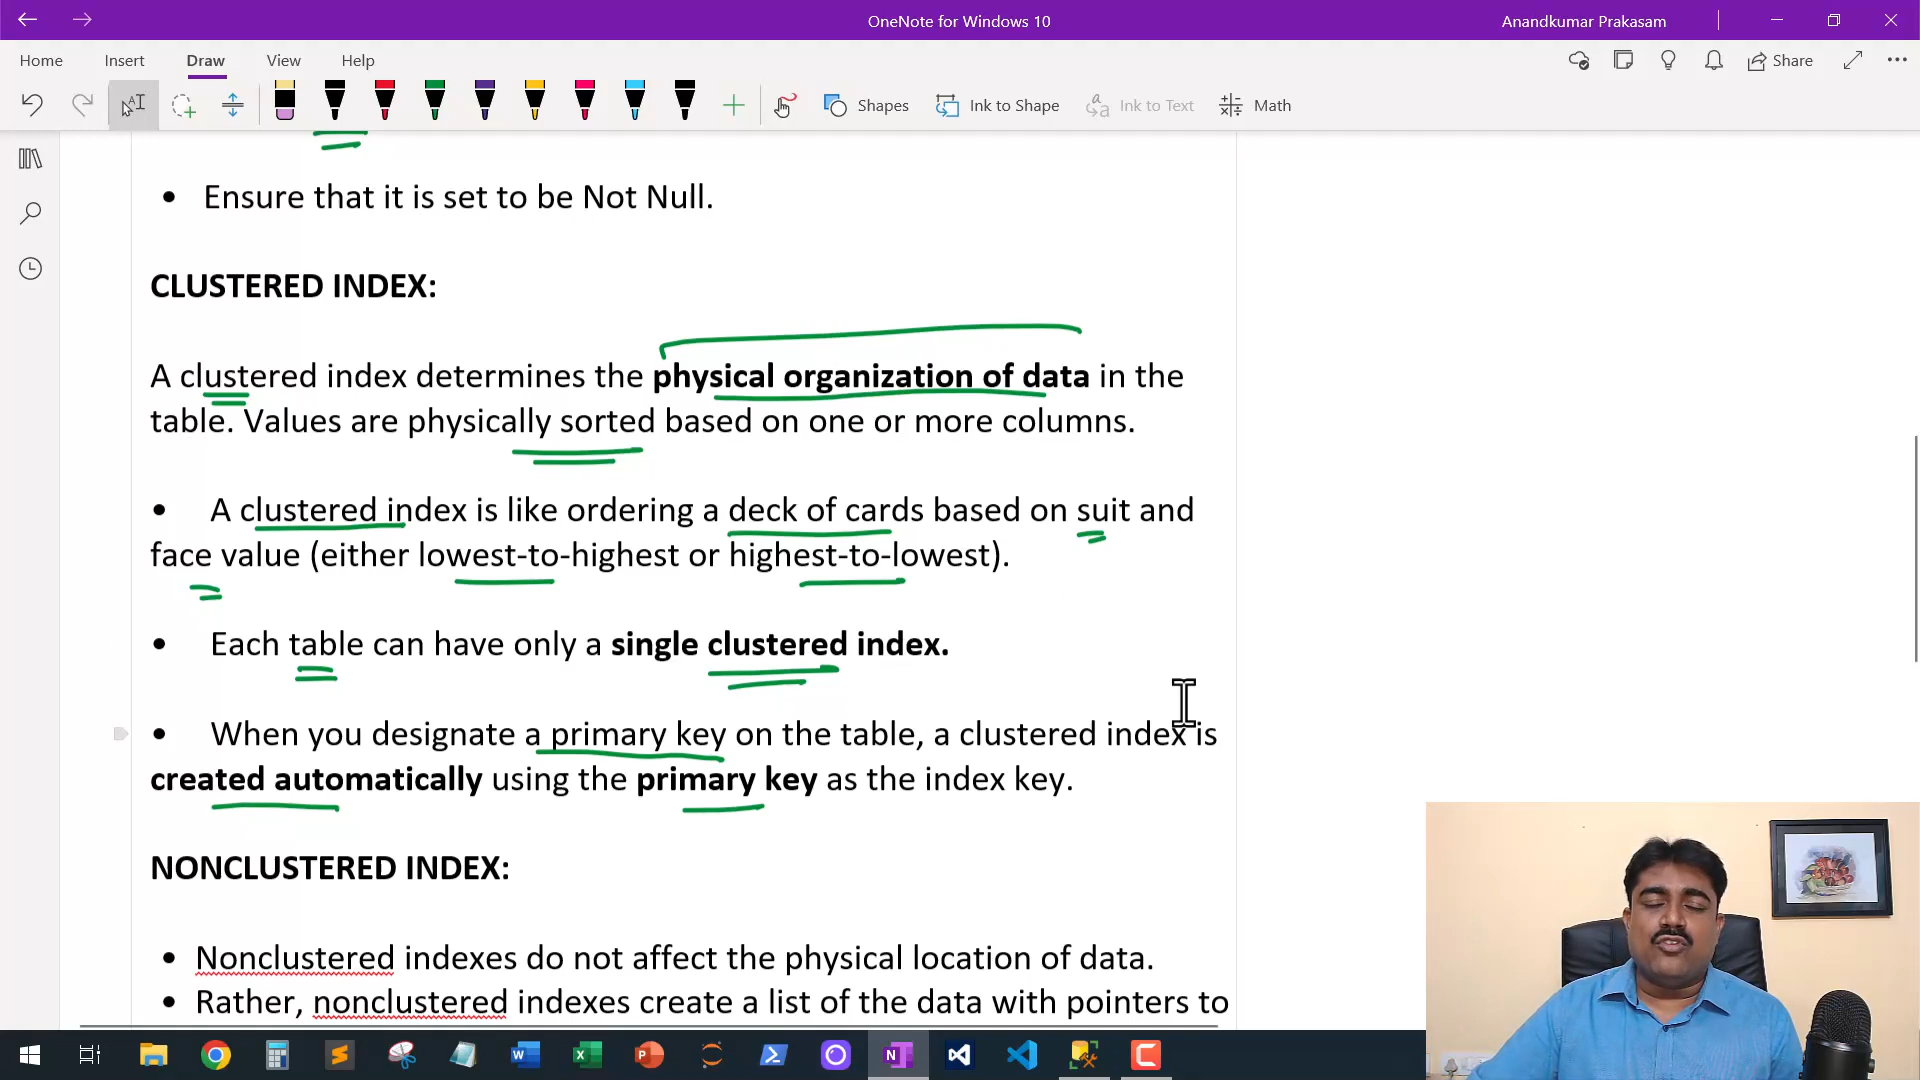 OneNote for Windows 10
Anandkumar Prakasam
Home Insert Draw View Help
Share
Shapes Ink to Shape Ink to Text Math
• Ensure that it is set to be Not Null.
CLUSTERED INDEX:
A clustered index determines the physical organization of data in the
table. Values are physically sorted based on one or more columns.
• A clustered index is like ordering a deck of cards based on suit and
face value (either lowest-to-highest or highest-to-lowest).
• Each table can have only a single clustered index.
• When you designate a primary key on the table, a clustered index is
created automatically using the primary key as the index key.
NONCLUSTERED INDEX:
• Nonclustered indexes do not affect the physical location of data.
• Rather, nonclustered indexes create a list of the data with pointers to